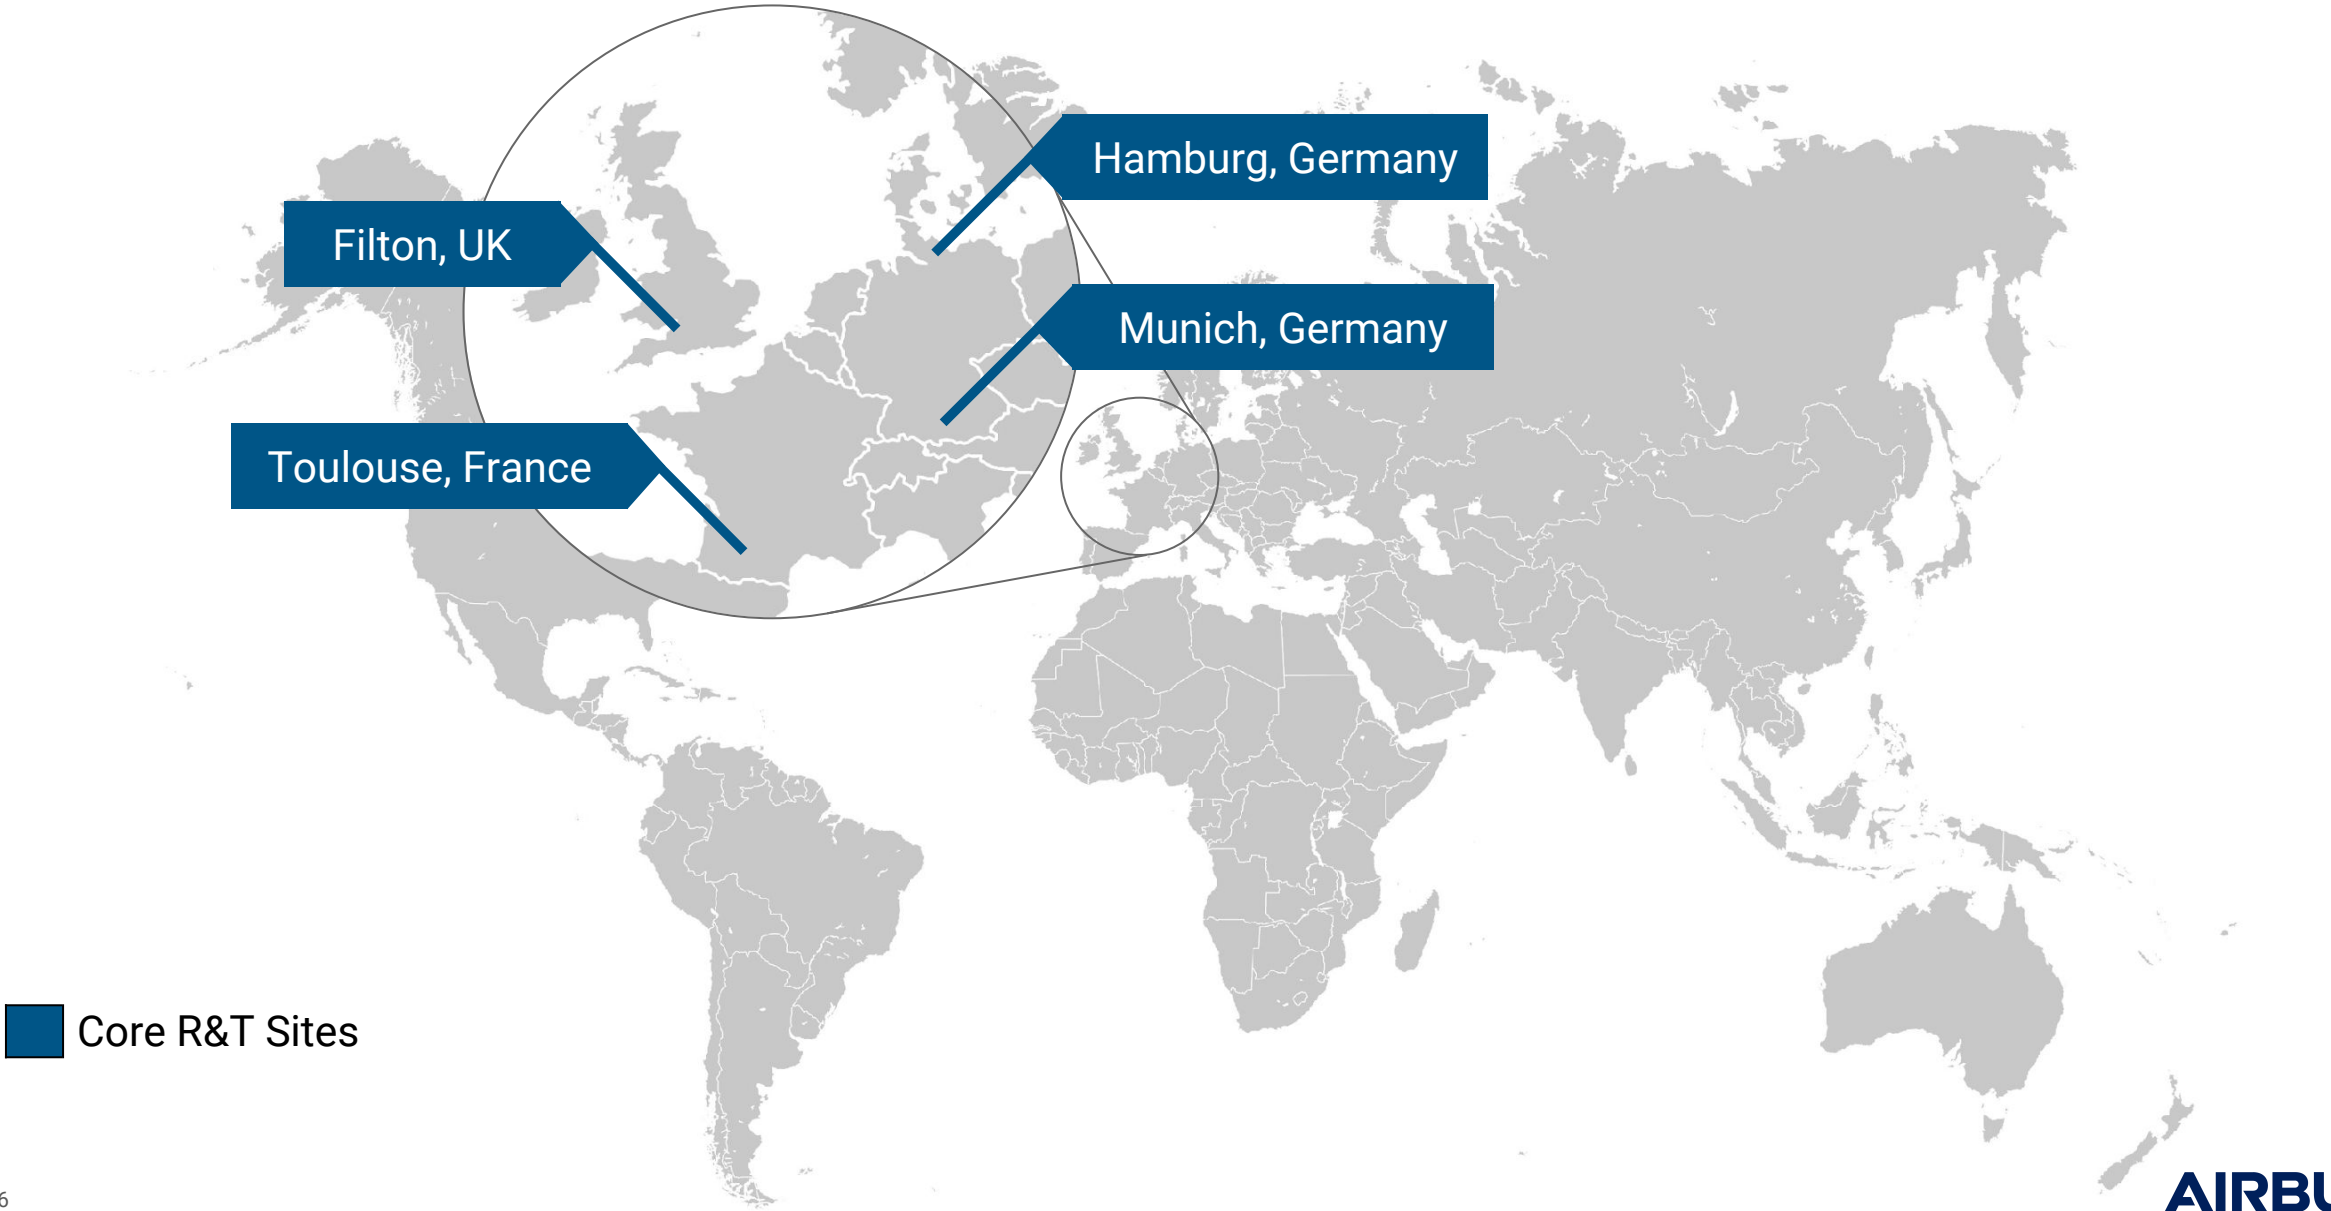 Hamburg, Germany
Filton, UK
Munich, Germany
Toulouse, France
Core R&T Sites
6
AIRBU